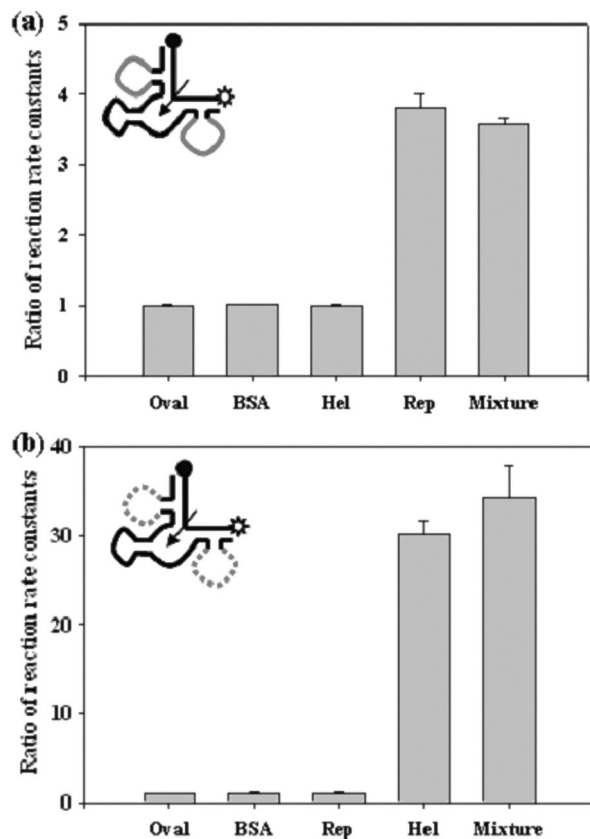 (a)
Ratio of reaction rate constants
5
4
3
2
1
0
Oval BSA Hel Rep Mixture
(b)
Ratio of reaction rate constants
40
30
20
10
0
Oval BSA Rep Hel Mixture